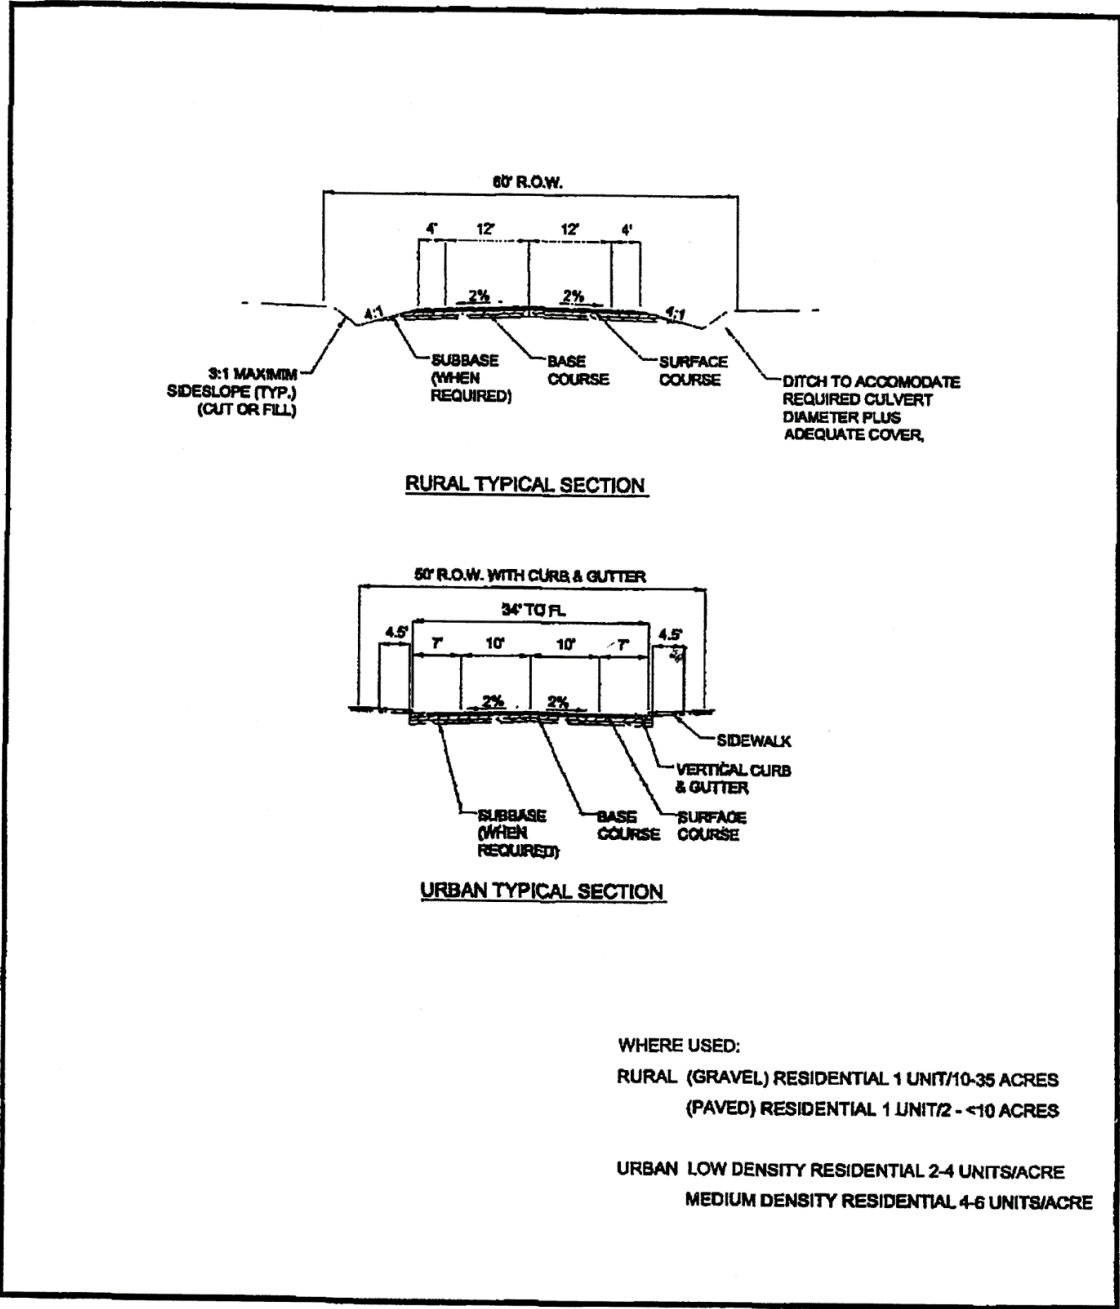 60' R.O.W.
4' 12' 12' 4'
2% 2%
4:1 4:1
3:1 MAXIMIM
SIDESLOPE (TYP.)
(CUT OR FILL)
SUBBASE
(WHEN
REQUIRED)
BASE
COURSE
SURFACE
COURSE
DITCH TO ACCOMODATE
REQUIRED CULVERT
DIAMETER PLUS
ADEQUATE COVER,
RURAL TYPICAL SECTION
50' R.O.W. WITH CURB & GUTTER
34' TO FL
4.5' 7' 10' 10' 7' 4.5'
2% 2%
SIDEWALK
VERTICAL CURB
& GUTTER
SUBBASE
(WHEN
REQUIRED)
BASE
COURSE
SURFACE
COURSE
URBAN TYPICAL SECTION
WHERE USED:
RURAL (GRAVEL) RESIDENTIAL 1 UNIT/10-35 ACRES
(PAVED) RESIDENTIAL 1 UNIT/2 - <10 ACRES
URBAN LOW DENSITY RESIDENTIAL 2-4 UNITS/ACRE
MEDIUM DENSITY RESIDENTIAL 4-6 UNITS/ACRE